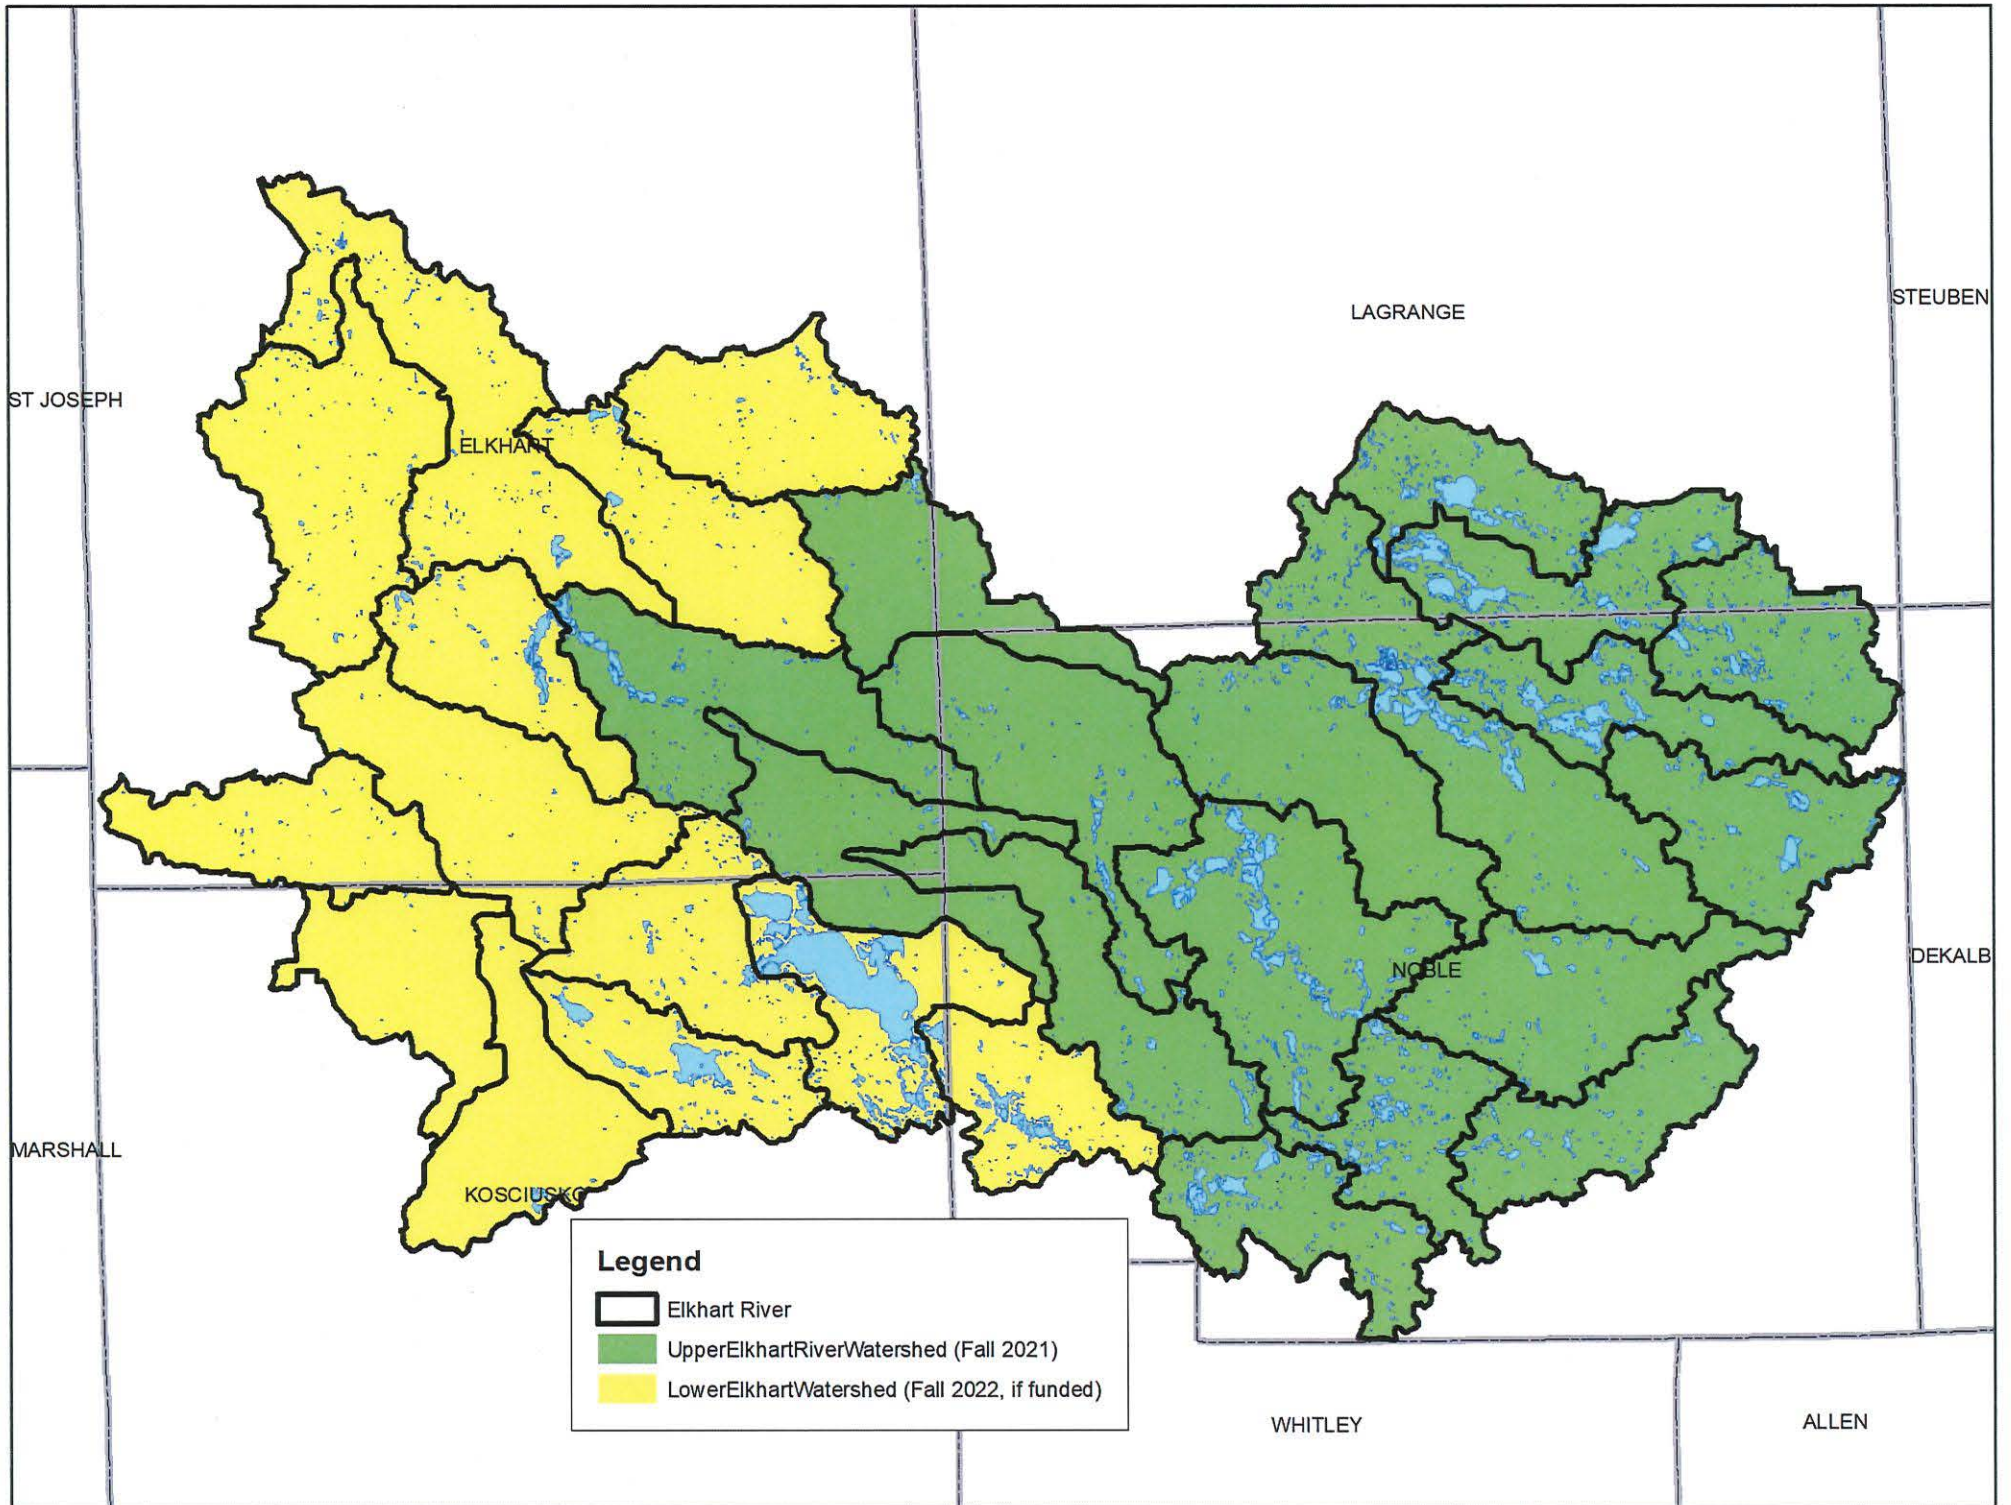 LAGRANGE
STEUBEN
ST JOSEPH
ELKHART
DEKALB
NOBLE
MARSHALL
KOSCIUSKO
Legend
Elkhart River
UpperElkhartRiverWatershed (Fall 2021)
LowerElkhartWatershed (Fall 2022, if funded)
WHITLEY
ALLEN